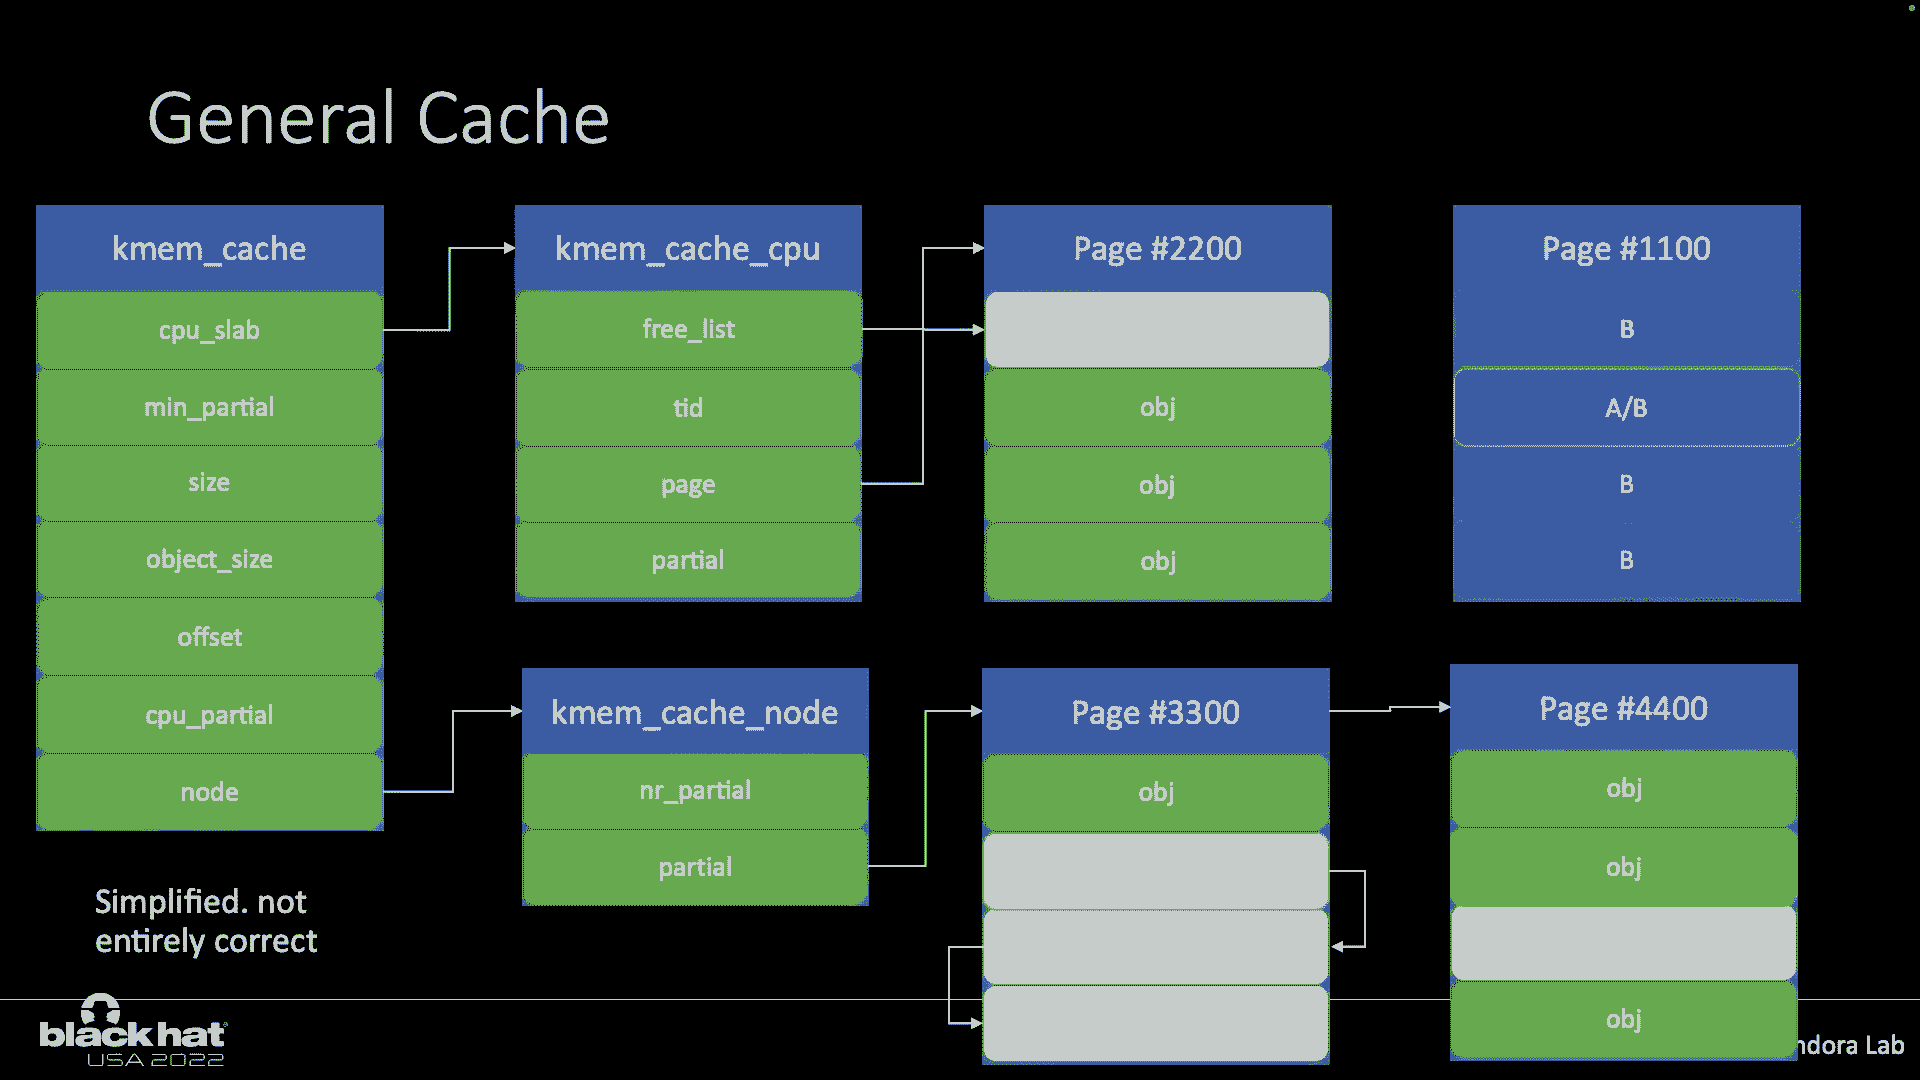 General Cache
kmem_cache
cpu_slab
min_partial
size
object_size
offset
cpu_partial
node
kmem_cache_cpu
free_list
tid
page
partial
Page #2200
obj
obj
obj
Page #1100
B
A/B
B
B
kmem_cache_node
nr_partial
partial
Page #3300
obj
Page #4400
obj
obj
obj
Simplified. not
entirely correct
black hat
USA 2022
ndora Lab